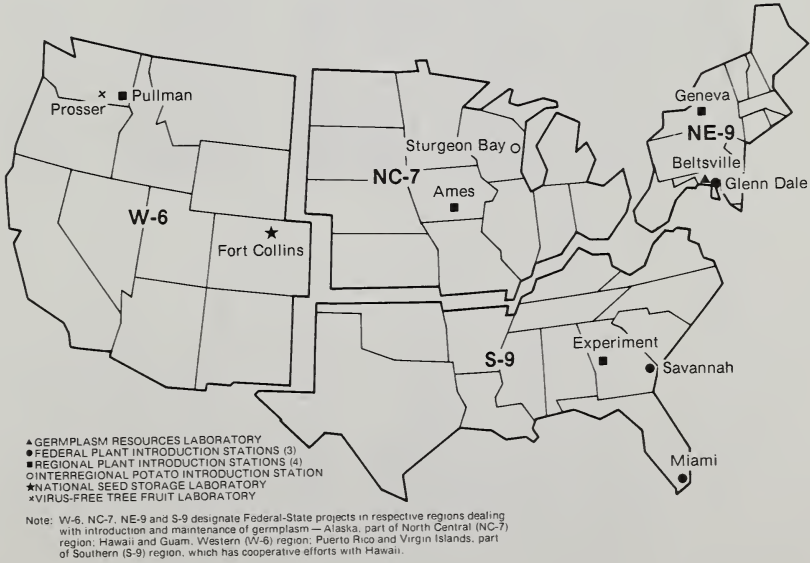 Prosser
Pullman
W-6
Fort Collins
NC-7
Sturgeon Bay
Ames
Geneva
NE-9
Beltsville
Glenn Dale
S-9
Experiment
Savannah
Miami
▲GERMPLASM RESOURCES LABORATORY
●FEDERAL PLANT INTRODUCTION STATIONS (3)
■REGIONAL PLANT INTRODUCTION STATIONS (4)
○INTERREGIONAL POTATO INTRODUCTION STATION
★NATIONAL SEED STORAGE LABORATORY
×VIRUS-FREE TREE FRUIT LABORATORY
Note: W-6, NC-7, NE-9 and S-9 designate Federal-State projects in respective regions dealing
with introduction and maintenance of germplasm — Alaska, part of North Central (NC-7)
region; Hawaii and Guam, Western (W-6) region; Puerto Rico and Virgin Islands, part
of Southern (S-9) region, which has cooperative efforts with Hawaii.